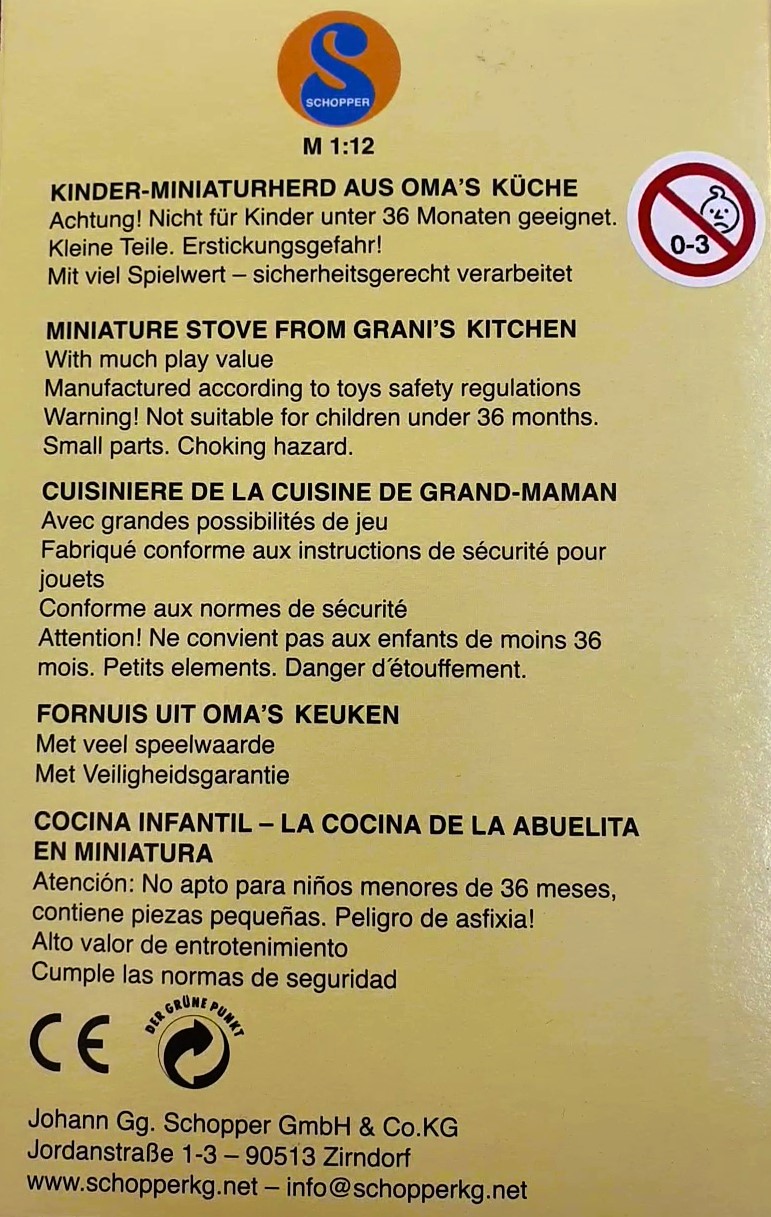 SCHOPPER
M 1:12
KINDER-MINIATURHERD AUS OMA'S KÜCHE
Achtung! Nicht für Kinder unter 36 Monaten geeignet.
Kleine Teile. Erstickungsgefahr!
Mit viel Spielwert – sicherheitsgerecht verarbeitet
0-3
MINIATURE STOVE FROM GRANI'S KITCHEN
With much play value
Manufactured according to toys safety regulations
Warning! Not suitable for children under 36 months.
Small parts. Choking hazard.
CUISINIERE DE LA CUISINE DE GRAND-MAMAN
Avec grandes possibilités de jeu
Fabriqué conforme aux instructions de sécurité pour
jouets
Conforme aux normes de sécurité
Attention! Ne convient pas aux enfants de moins 36
mois. Petits elements. Danger d´étouffement.
FORNUIS UIT OMA'S KEUKEN
Met veel speelwaarde
Met Veiligheidsgarantie
COCINA INFANTIL – LA COCINA DE LA ABUELITA
EN MINIATURA
Atención: No apto para niños menores de 36 meses,
contiene piezas pequeñas. Peligro de asfixia!
Alto valor de entrotenimiento
Cumple las normas de seguridad
CE
DER GRÜNE PUNKT
Johann Gg. Schopper GmbH & Co.KG
Jordanstraße 1-3 – 90513 Zirndorf
www.schopperkg.net – info@schopperkg.net